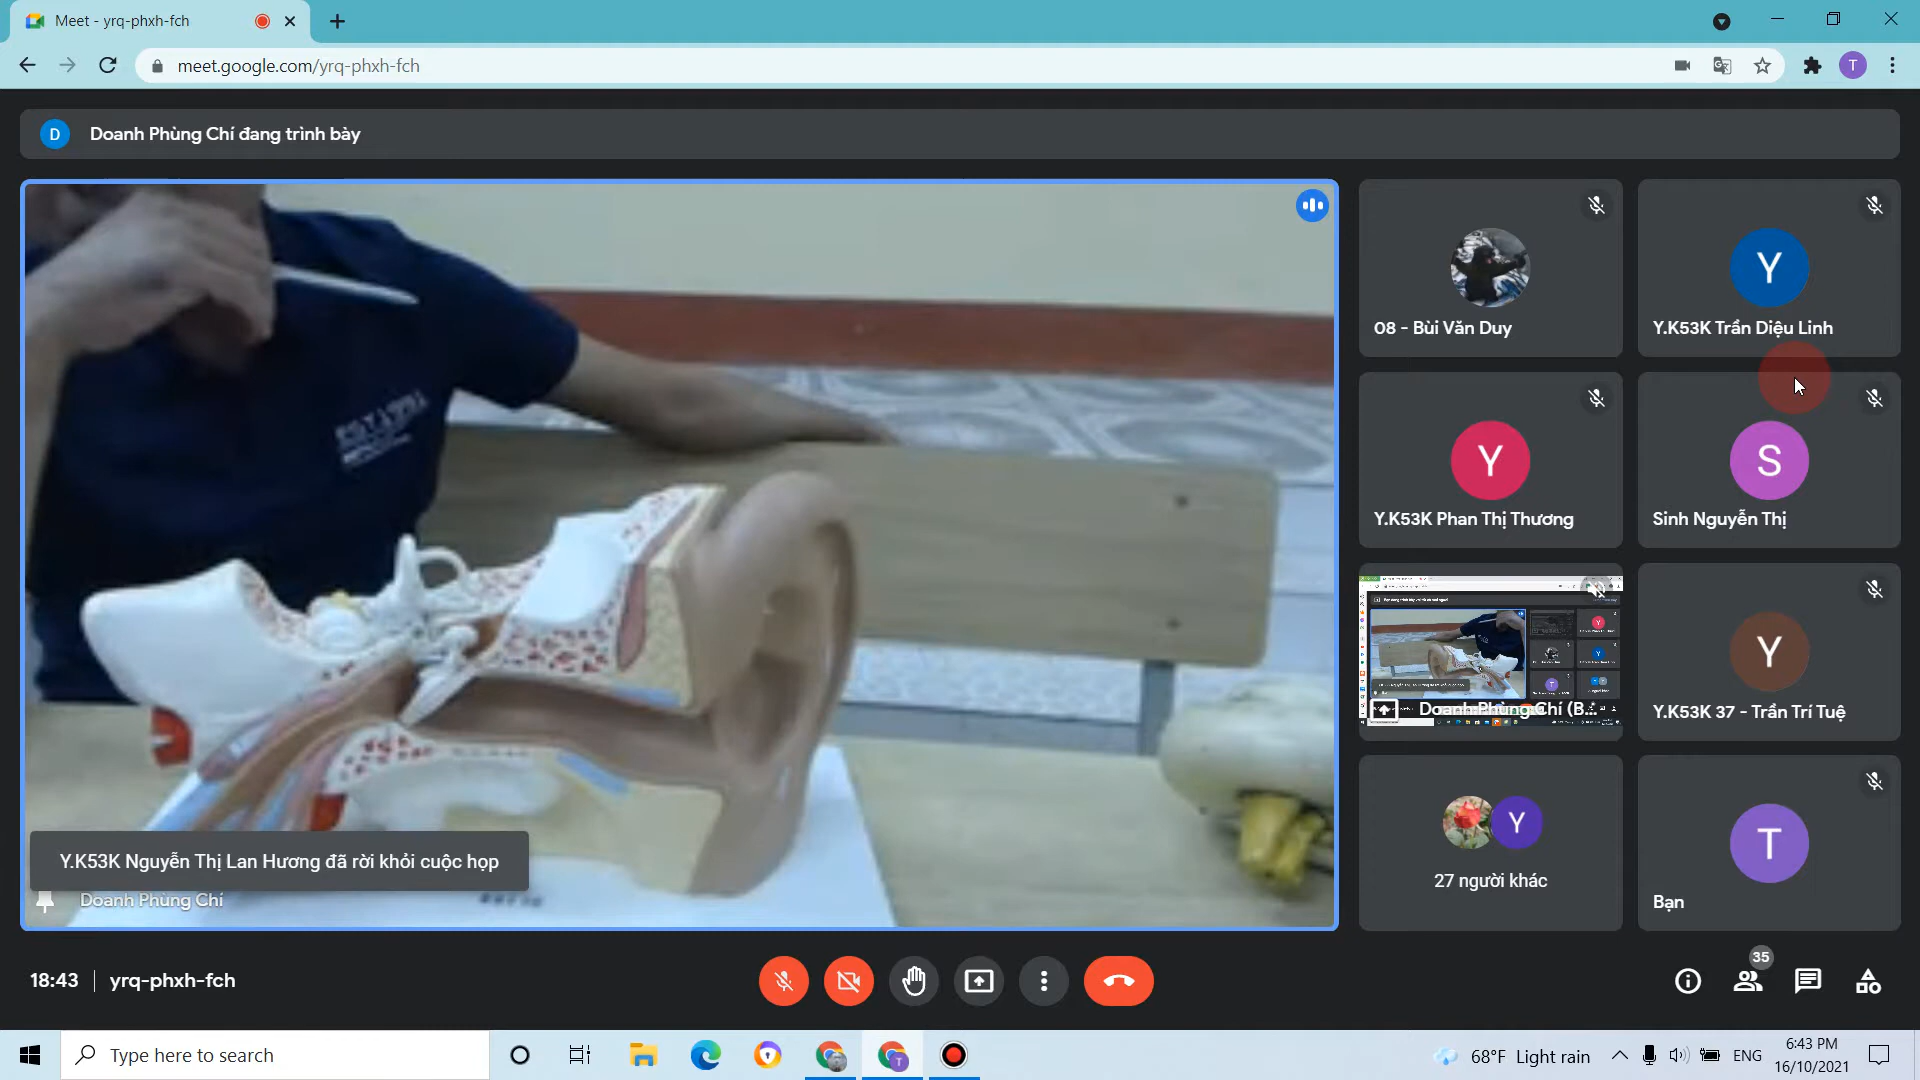 Meet - yrq-phxh-fch
meet.google.com/yrq-phxh-fch
T
D
Doanh Phùng Chí đang trình bày
08 - Bùi Văn Duy
Y
Y.K53K Trần Diệu Linh
Y
Y.K53K Phan Thị Thương
S
Sinh Nguyễn Thị
Doanh Phùng Chí (B...
Y
Y.K53K 37 - Trần Trí Tuệ
Y
27 người khác
T
Bạn
Y.K53K Nguyễn Thị Lan Hương đã rời khỏi cuộc họp
Doanh Phùng Chí
18:43
yrq-phxh-fch
35
Type here to search
68°F Light rain
ENG
6:43 PM
16/10/2021